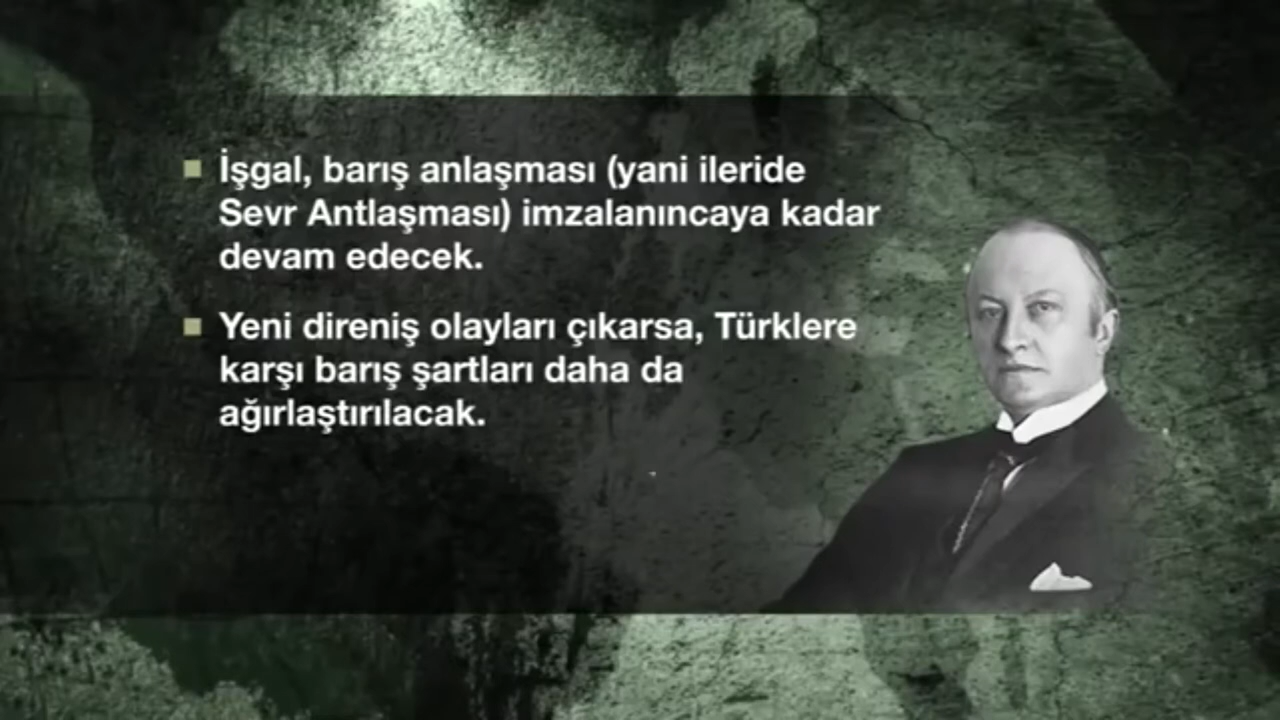 İşgal, barış anlaşması (yani ileride
Sevr Antlaşması) imzalanıncaya kadar
devam edecek.
Yeni direniş olayları çıkarsa, Türklere
karşı barış şartları daha da
ağırlaştırılacak.